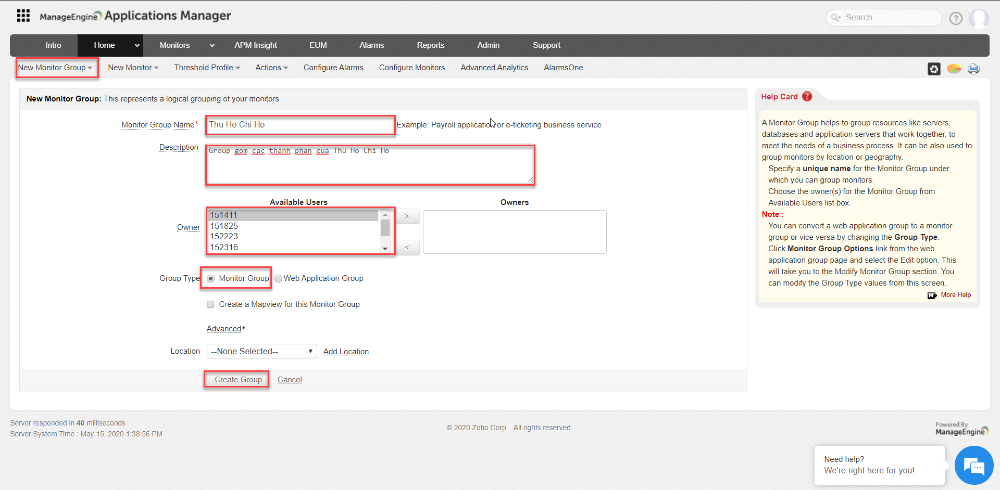 ManageEngine Applications Manager
Search...
?
Intro Home Monitors APM Insight EUM Alarms Reports Admin Support
New Monitor Group New Monitor Threshold Profile Actions Configure Alarms Configure Monitors Advanced Analytics AlarmsOne
New Monitor Group: This represents a logical grouping of your monitors.
Monitor Group Name* Thu Ho Chi Ho Example: Payroll application or e-ticketing business service
Description Group gom cac thanh phan cua Thu Ho Chi Ho
Available Users Owners
Owner
151411
151825
152223
152316
>
<
Group Type Monitor Group Web Application Group
Create a Mapview for this Monitor Group
Advanced
Location --None Selected-- Add Location
Create Group Cancel
Help Card ?
A Monitor Group helps to group resources like servers,
databases and application servers that work together, to
meet the needs of a business process. It can be also used to
group monitors by location or geography.
Specify a unique name for the Monitor Group under
which you can group monitors.
Choose the owner(s) for the Monitor Group from
Available Users list box.
Note :
You can convert a web application group to a monitor
group or vice versa by changing the Group Type.
Click Monitor Group Options link from the web
application group page and select the Edit option. This
will take you to the Modify Monitor Group section. You
can modify the Group Type values from this screen.
H More Help
Server responded in 40 milliseconds
Server System Time : May 15, 2020 1:38:56 PM
© 2020 Zoho Corp. All rights reserved.
Powered By
ManageEngine
Need help?
We're right here for you!